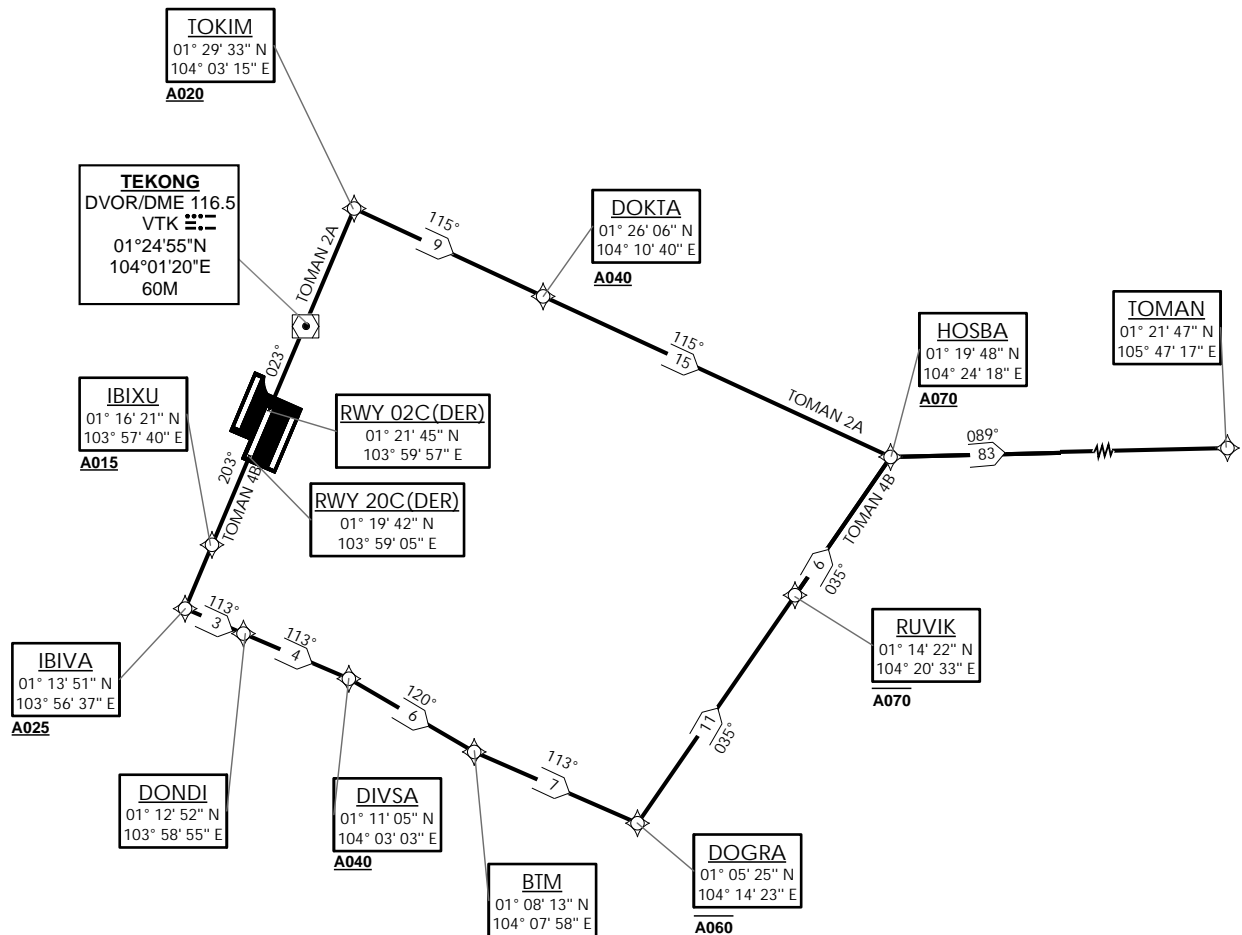 TOKIM
01° 29' 33" N
104° 03' 15" E
A020
TEKONG
DVOR/DME 116.5
VTK
01°24'55"N
104°01'20"E
60M
TOMAN 2A
115°
9
DOKTA
01° 26' 06" N
104° 10' 40" E
A040
115°
15
TOMAN 2A
HOSBA
01° 19' 48" N
104° 24' 18" E
A070
TOMAN
01° 21' 47" N
105° 47' 17" E
089°
83
023°
IBIXU
01° 16' 21" N
103° 57' 40" E
A015
RWY 02C(DER)
01° 21' 45" N
103° 59' 57" E
203°
TOMAN 4B
RWY 20C(DER)
01° 19' 42" N
103° 59' 05" E
TOMAN 4B
6
035°
RUVIK
01° 14' 22" N
104° 20' 33" E
A070
IBIVA
01° 13' 51" N
103° 56' 37" E
A025
113°
3
113°
4
120°
6
113°
7
11
035°
DONDI
01° 12' 52" N
103° 58' 55" E
DIVSA
01° 11' 05" N
104° 03' 03" E
A040
BTM
01° 08' 13" N
104° 07' 58" E
DOGRA
01° 05' 25" N
104° 14' 23" E
A060